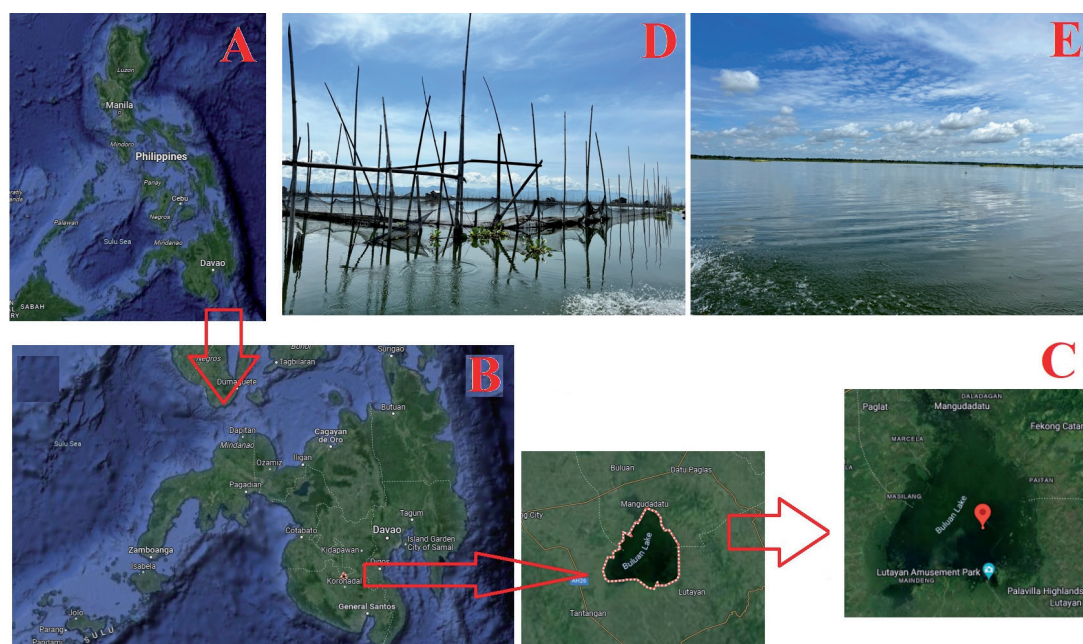 A
Luzon
Manila
Mindoro
Philippines
Panay
Cebu
Negros
Palawan
Sulu Sea
Mindanao
Davao
SABAH
D
E
B
Surigao
Negros
Tagbilaran
Dumaguete
Butuan
Sulu Sea
Dapitan
Mindanao
Cagayan
de Oro
Ozamiz
Iligan
Pagadian
Tagum
Cotabato
Davao
Island Garden
City of Samal
Zamboanga
Kidapawan
Isabela
Koronadal
General Santos
Jolo
Parang
SULU
Buluan
Datu Paglas
Mangudadatu
ng City
Buluan Lake
AH26
Lutayan
Tantangan
C
DALADAGAN
Paglat
Mangudadatu
Fekong Catan
MARCELA
PAITAN
MASILANG
Buluan Lake
Lutayan Amusement Park
MAINDENG
Palavilla Highlands
Lutayan